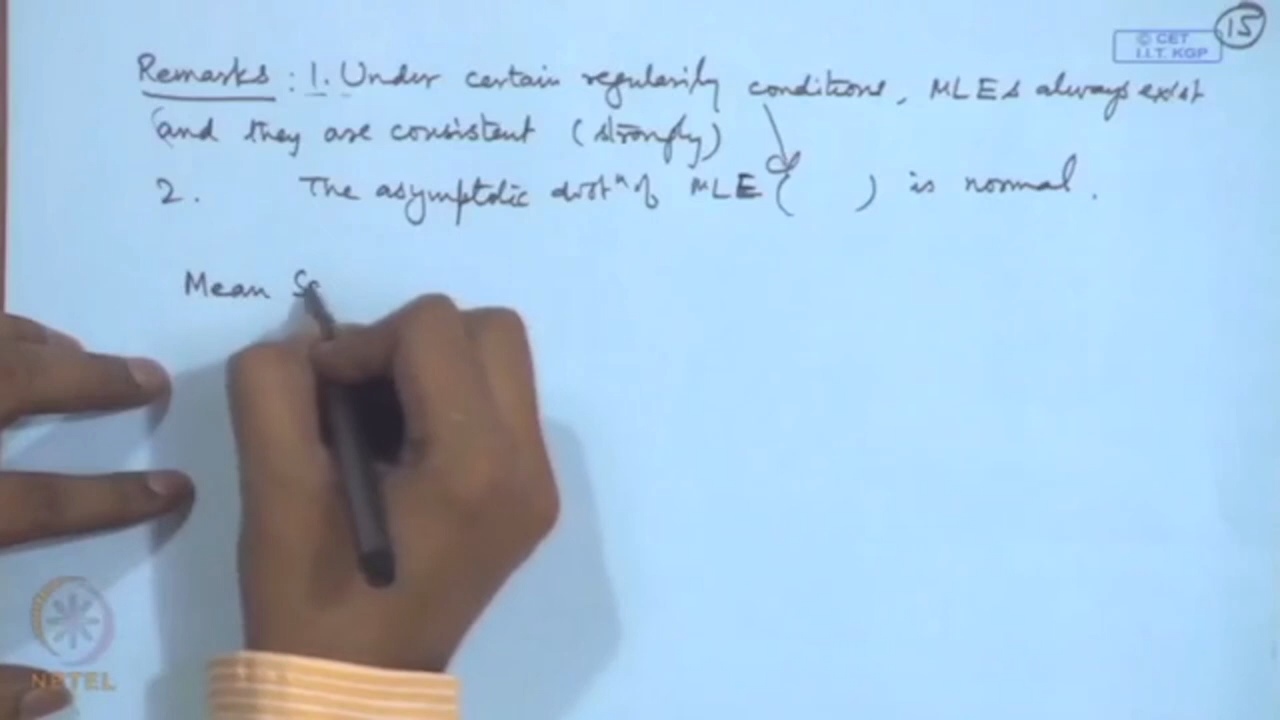 15
© CET
I.I.T. KGP
Remarks : 1. Under certain regularity conditions, MLEs always exist
(and they are consistent (strongly)
2. The asymptotic distⁿ of MLE ( ) is normal.
Mean Sq
NPTEL